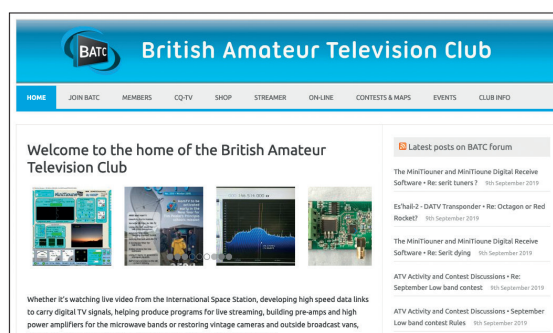 BATC
British Amateur Television Club
HOME JOIN BATC MEMBERS CQ-TV SHOP STREAMER ON-LINE CONTESTS & MAPS EVENTS CLUB INFO
Welcome to the home of the British Amateur
Television Club
Whether it's watching live video from the International Space Station, developing high speed data links
to carry digital TV signals, helping produce programs for live streaming, building pre-amps and high
power amplifiers for the microwave bands or restoring vintage cameras and outside broadcast vans,
Latest posts on BATC forum
The MiniTiouner and MiniTioune Digital Receive
Software • Re: serit tuners ? 9th September 2019
Es'hail-2 - DATV Transponder • Re: Octagon or Red
Rocket? 9th September 2019
The MiniTiouner and MiniTioune Digital Receive
Software • Re: Serit dying 9th September 2019
ATV Activity and Contest Discussions • Re:
September Low band contest 9th September 2019
ATV Activity and Contest Discussions • September
Low band contest Rules 9th September 2019